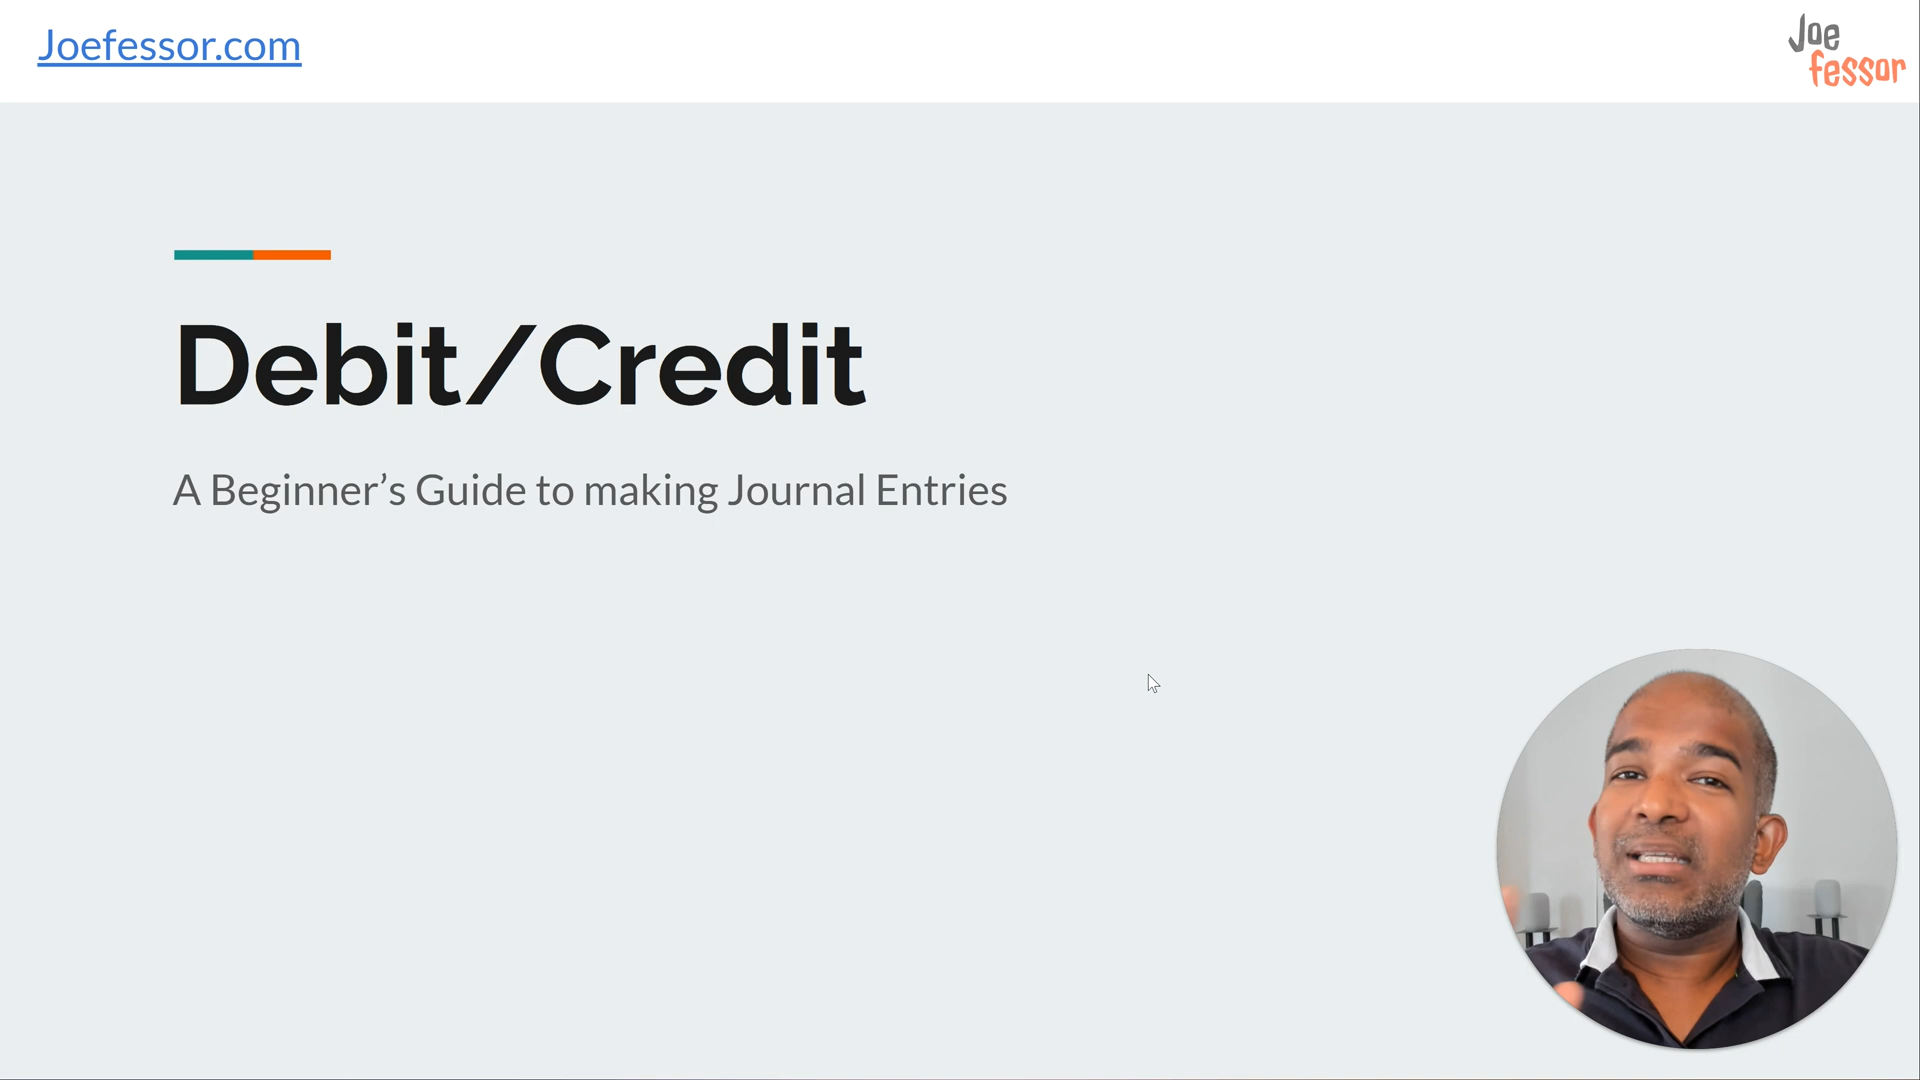 Joefessor.com
Joe
fessor
Debit/Credit
A Beginner’s Guide to making Journal Entries